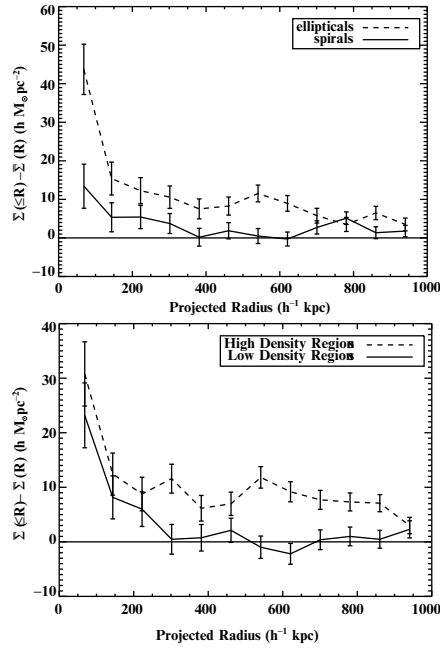 60
50
40
30
20
10
0
−10
Σ (≤R)−Σ (R) (h M⊙pc⁻²)
ellipticals
spirals
0 200 400 600 800 1000
Projected Radius (h⁻¹ kpc)
40
30
20
10
0
−10
Σ (≤R)− Σ (R) (h M⊙pc⁻²)
High Density Regions
Low Density Regions
0 200 400 600 800 1000
Projected Radius (h⁻¹ kpc)